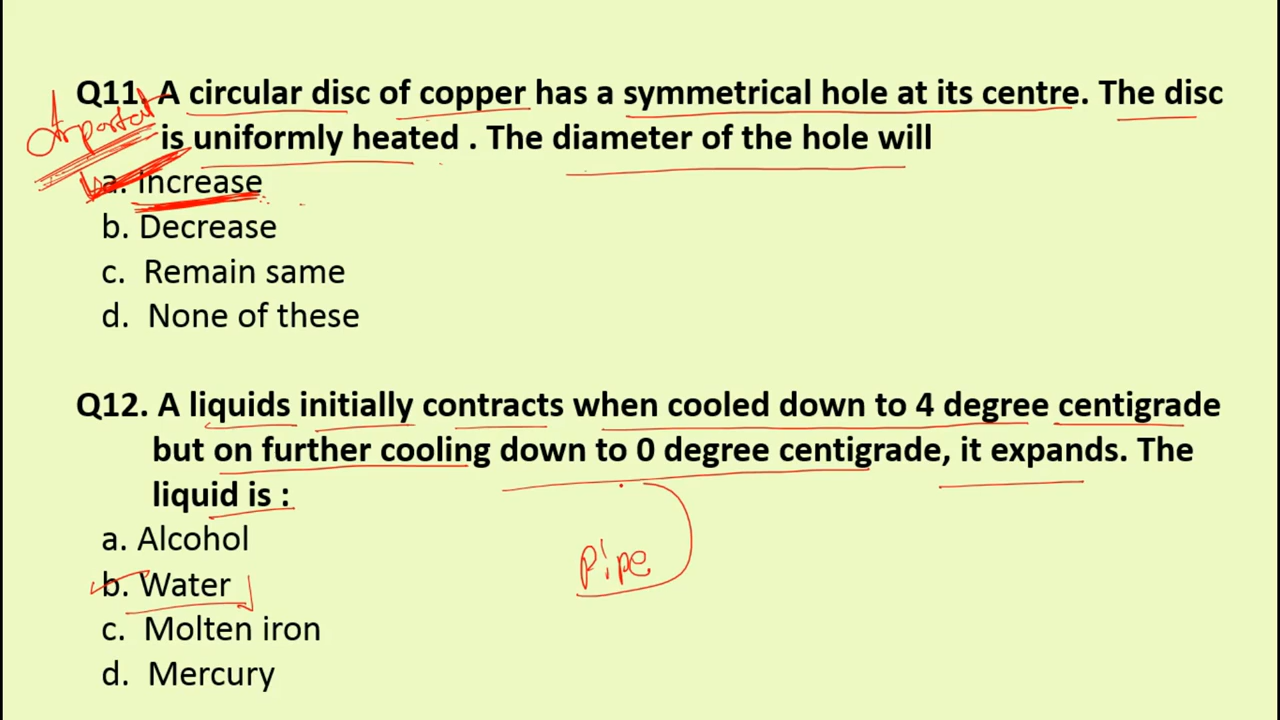 Q11. A circular disc of copper has a symmetrical hole at its centre. The disc
is uniformly heated . The diameter of the hole will
a. Increase
b. Decrease
c. Remain same
d. None of these
Q12. A liquids initially contracts when cooled down to 4 degree centigrade
but on further cooling down to 0 degree centigrade, it expands. The
liquid is :
a. Alcohol
b. Water
Pipe
c. Molten iron
d. Mercury